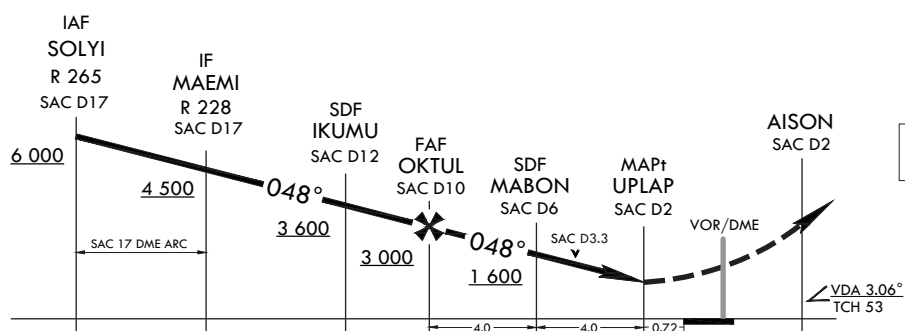 IAF
SOLYI
R 265
SAC D17
IF
MAEMI
R 228
SAC D17
SDF
IKUMU
SAC D12
FAF
OKTUL
SAC D10
SDF
MABON
SAC D6
MAPt
UPLAP
SAC D2
AISON
SAC D2
6 000
4 500
048°
3 600
3 000
048°
1 600
SAC D3.3
VOR/DME
SAC 17 DME ARC
VDA 3.06°
TCH 53
4.0
4.0
0.72